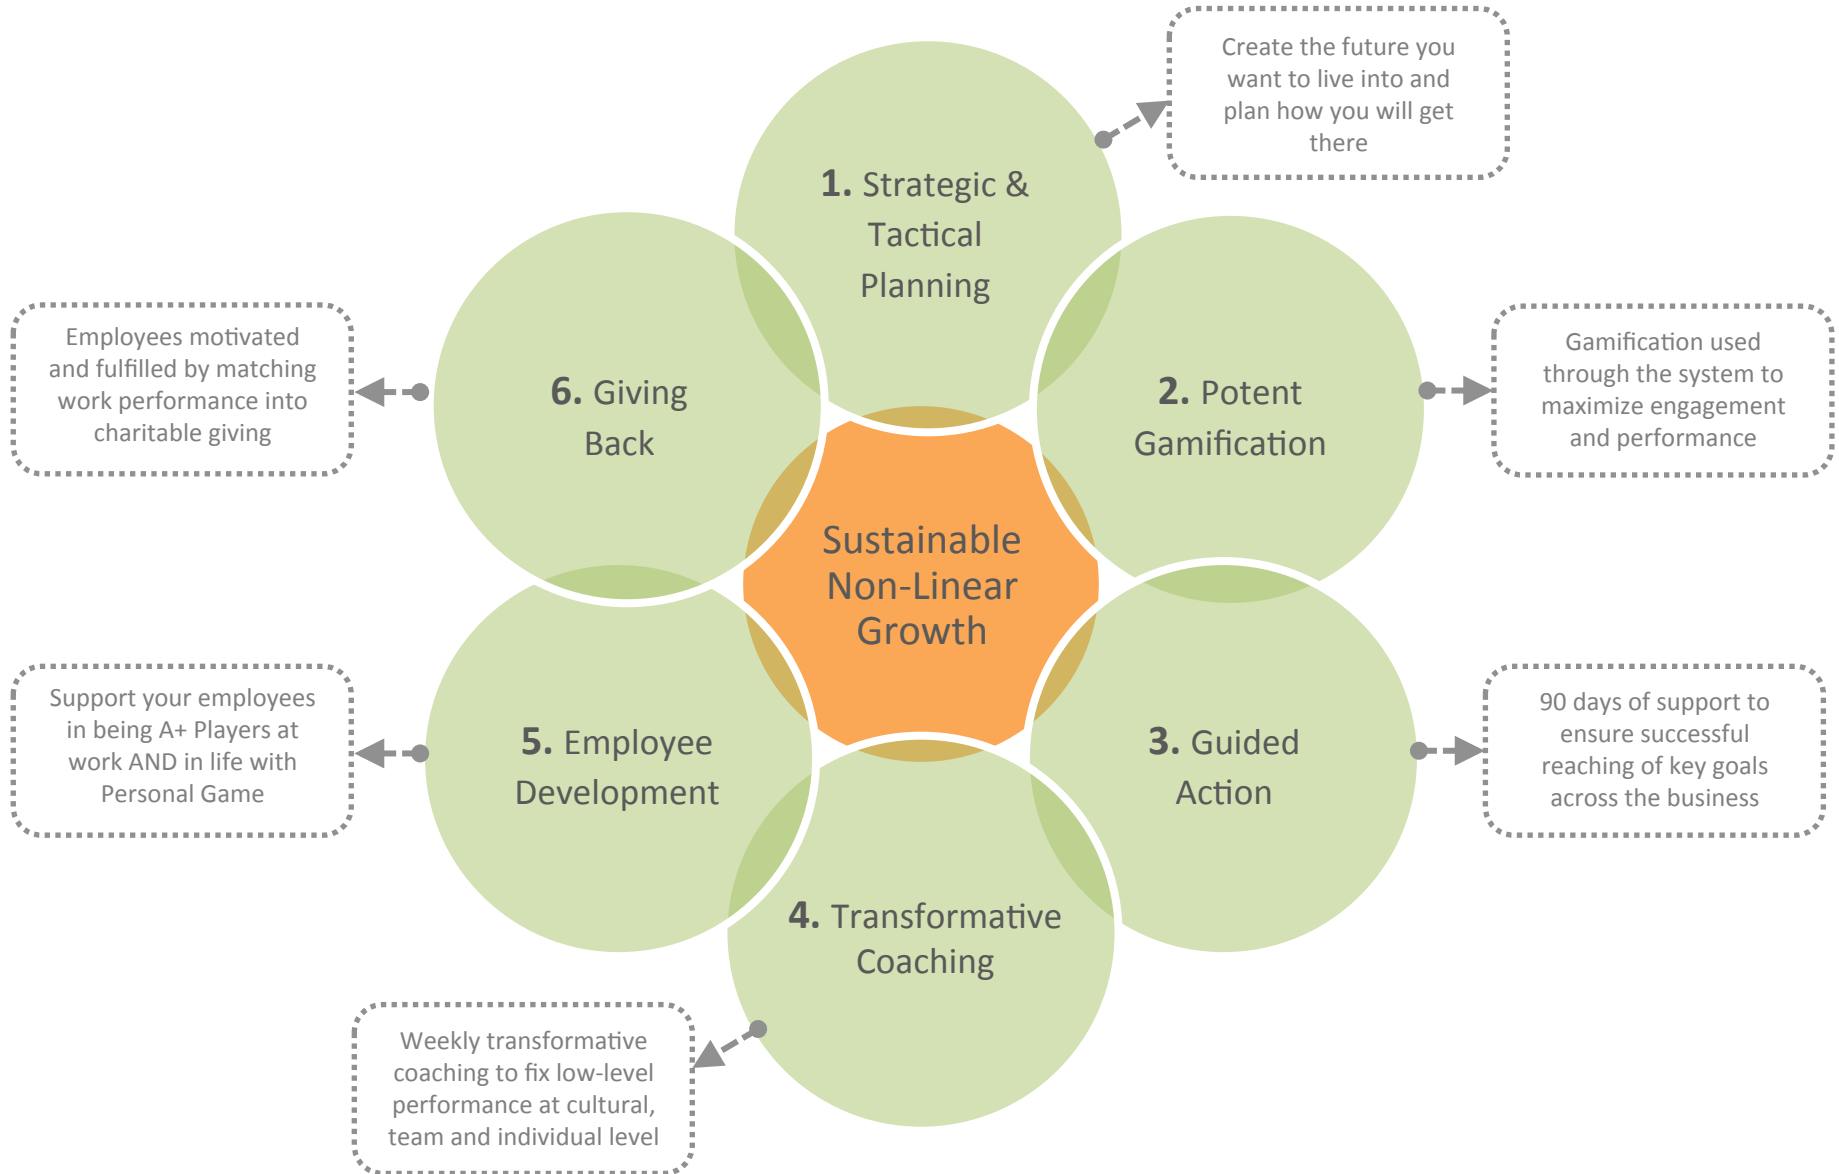 Create the future you
want to live into and
plan how you will get
there
1. Strategic &
Tactical
Planning
2. Potent
Gamification
Gamification used
through the system to
maximize engagement
and performance
3. Guided
Action
90 days of support to
ensure successful
reaching of key goals
across the business
4. Transformative
Coaching
Weekly transformative
coaching to fix low-level
performance at cultural,
team and individual level
5. Employee
Development
Support your employees
in being A+ Players at
work AND in life with
Personal Game
6. Giving
Back
Employees motivated
and fulfilled by matching
work performance into
charitable giving
Sustainable
Non-Linear
Growth